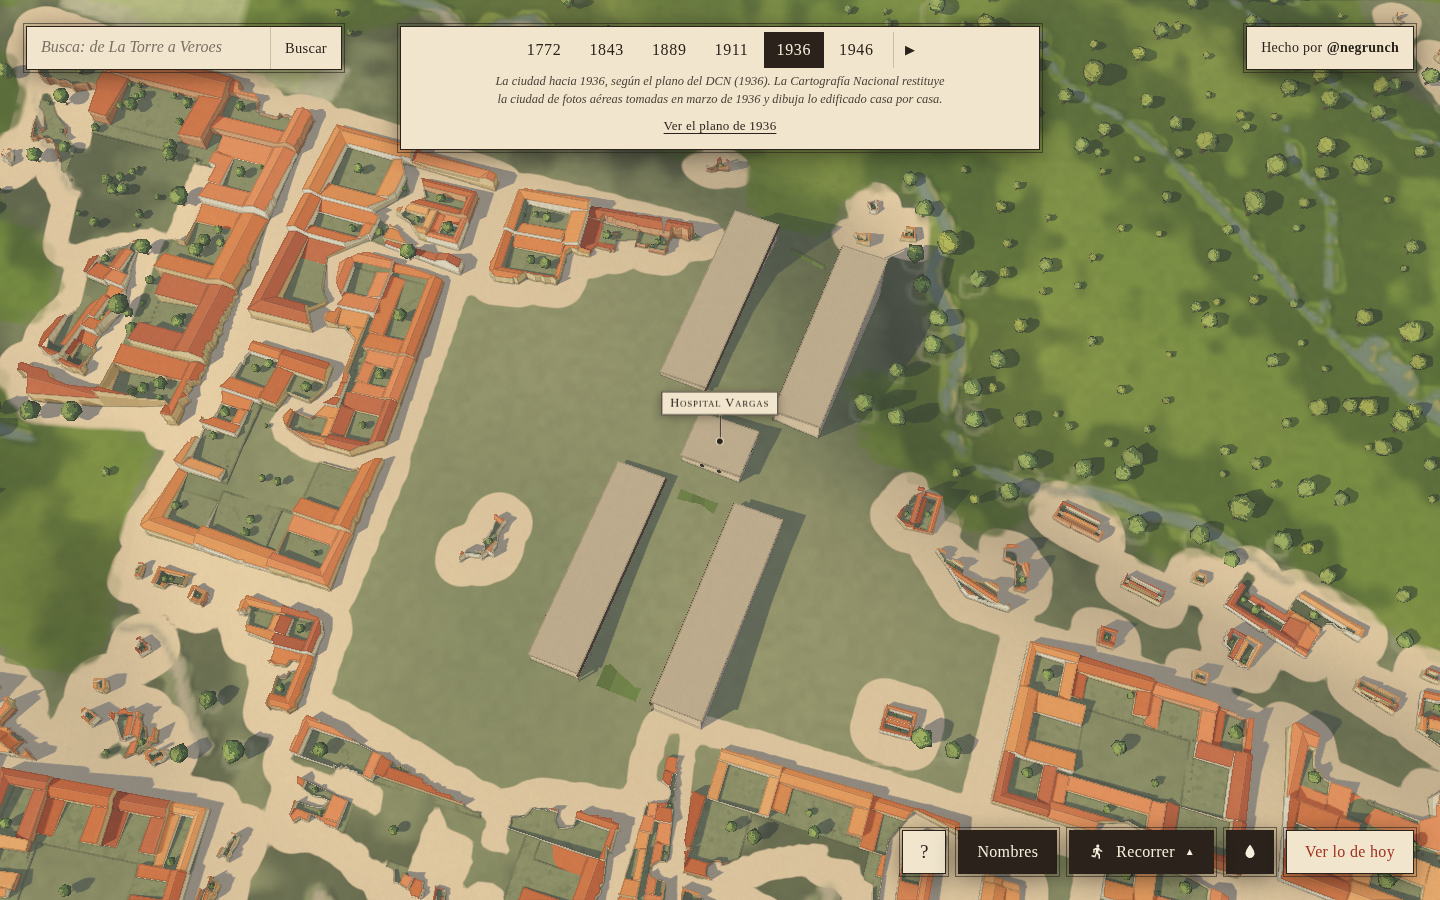 Busca: de La Torre a Veroes
Buscar
1772 1843 1889 1911 1936 1946 ▶
La ciudad hacia 1936, según el plano del DCN (1936). La Cartografía Nacional restituye
la ciudad de fotos aéreas tomadas en marzo de 1936 y dibuja lo edificado casa por casa.
Ver el plano de 1936
Hecho por @negrunch
Hospital Vargas
?
Nombres
Recorrer ▲
Ver lo de hoy